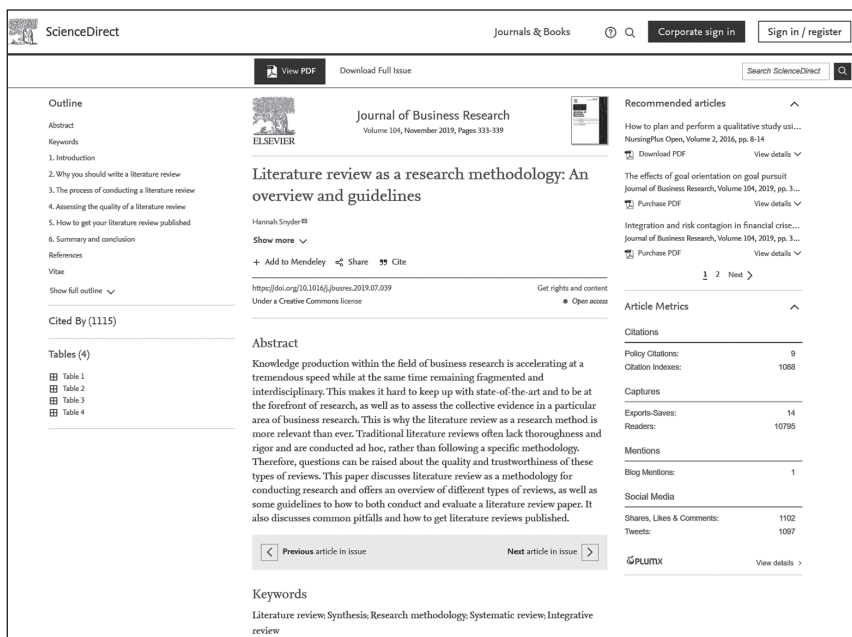 ScienceDirect
Journals & Books
?
Corporate sign in
Sign in / register
View PDF
Download Full Issue
Search ScienceDirect
Outline
Abstract
Keywords
1. Introduction
2. Why you should write a literature review
3. The process of conducting a literature review
4. Assessing the quality of a literature review
5. How to get your literature review published
6. Summary and conclusion
References
Vitae
Show full outline
Cited By (1115)
Tables (4)
Table 1
Table 2
Table 3
Table 4
ELSEVIER
Journal of Business Research
Volume 104, November 2019, Pages 333-339
Literature review as a research methodology: An
overview and guidelines
Hannah Snyder
Show more
+ Add to Mendeley Share Cite
https://doi.org/10.1016/j.jbusres.2019.07.039
Get rights and content
Under a Creative Commons license
Open access
Abstract
Knowledge production within the field of business research is accelerating at a
tremendous speed while at the same time remaining fragmented and
interdisciplinary. This makes it hard to keep up with state-of-the-art and to be at
the forefront of research, as well as to assess the collective evidence in a particular
area of business research. This is why the literature review as a research method is
more relevant than ever. Traditional literature reviews often lack thoroughness and
rigor and are conducted ad hoc, rather than following a specific methodology.
Therefore, questions can be raised about the quality and trustworthiness of these
types of reviews. This paper discusses literature review as a methodology for
conducting research and offers an overview of different types of reviews, as well as
some guidelines to how to both conduct and evaluate a literature review paper. It
also discusses common pitfalls and how to get literature reviews published.
Previous article in issue
Next article in issue
Keywords
Literature review; Synthesis; Research methodology; Systematic review; Integrative
review
Recommended articles
How to plan and perform a qualitative study usi...
NursingPlus Open, Volume 2, 2016, pp. 8-14
Download PDF
View details
The effects of goal orientation on goal pursuit
Journal of Business Research, Volume 104, 2019, pp. 3...
Purchase PDF
View details
Integration and risk contagion in financial crise...
Journal of Business Research, Volume 104, 2019, pp. 3...
Purchase PDF
View details
1 2 Next
Article Metrics
Citations
Policy Citations: 9
Citation Indexes: 1088
Captures
Exports-Saves: 14
Readers: 10795
Mentions
Blog Mentions: 1
Social Media
Shares, Likes & Comments: 1102
Tweets: 1097
PLUMX
View details